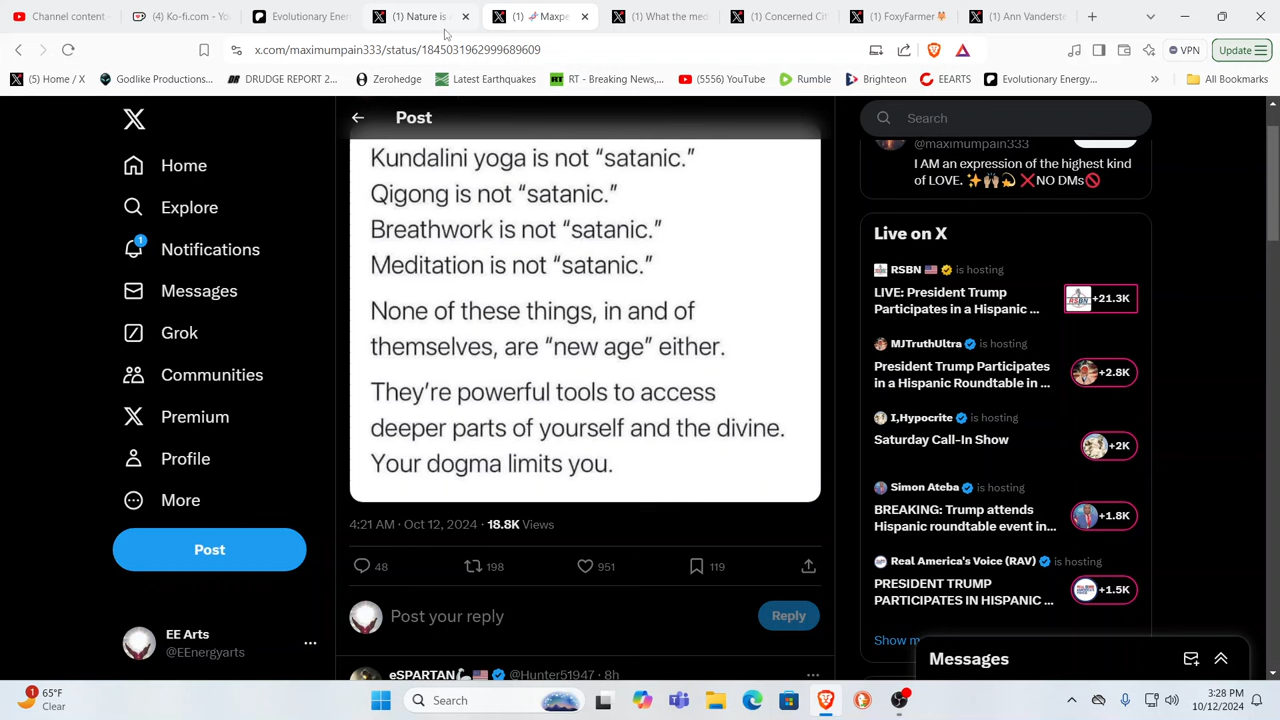 (1) Channel content - Yo
Ko-fi.com - You
Evolutionary Ener
(1) Nature is A
(1) Maxpe
(1) What the med
(1) Concerned Cit
(1) FoxyFarmer
(1) Ann Vanderste
x.com/maximumpain333/status/1845031962999689609
VPN
Update
(5) Home / X
Godlike Productions...
DRUDGE REPORT 2...
Zerohedge
Latest Earthquakes
RT - Breaking News,...
(5555) YouTube
Rumble
Brighteon
EEARTS
Evolutionary Energy...
All Bookmarks
Home
Explore
1
Notifications
Messages
Grok
Communities
Premium
Profile
More
Post
EE Arts
@EEnergyarts
Post
Kundalini yoga is not “satanic.”
Qigong is not “satanic.”
Breathwork is not “satanic.”
Meditation is not “satanic.”
None of these things, in and of
themselves, are “new age” either.
They’re powerful tools to access
deeper parts of yourself and the divine.
Your dogma limits you.
4:21 AM · Oct 12, 2024 · 18.8K Views
48
198
951
119
Post your reply
Reply
eSPARTAN @Hunter51947 · 8h
Search
@maximumpain333
I AM an expression of the highest kind
of LOVE. NO DMs
Live on X
RSBN is hosting
LIVE: President Trump
Participates in a Hispanic ...
+21.3K
MJTruthUltra is hosting
President Trump Participates
in a Hispanic Roundtable in ...
+2.8K
I,Hypocrite is hosting
Saturday Call-In Show
+2K
Simon Ateba is hosting
BREAKING: Trump attends
Hispanic roundtable event in...
+1.8K
Real America's Voice (RAV) is hosting
PRESIDENT TRUMP
PARTICIPATES IN HISPANIC ...
+1.5K
Show m
Messages
1
65°F
Clear
Search
3:28 PM
10/12/2024